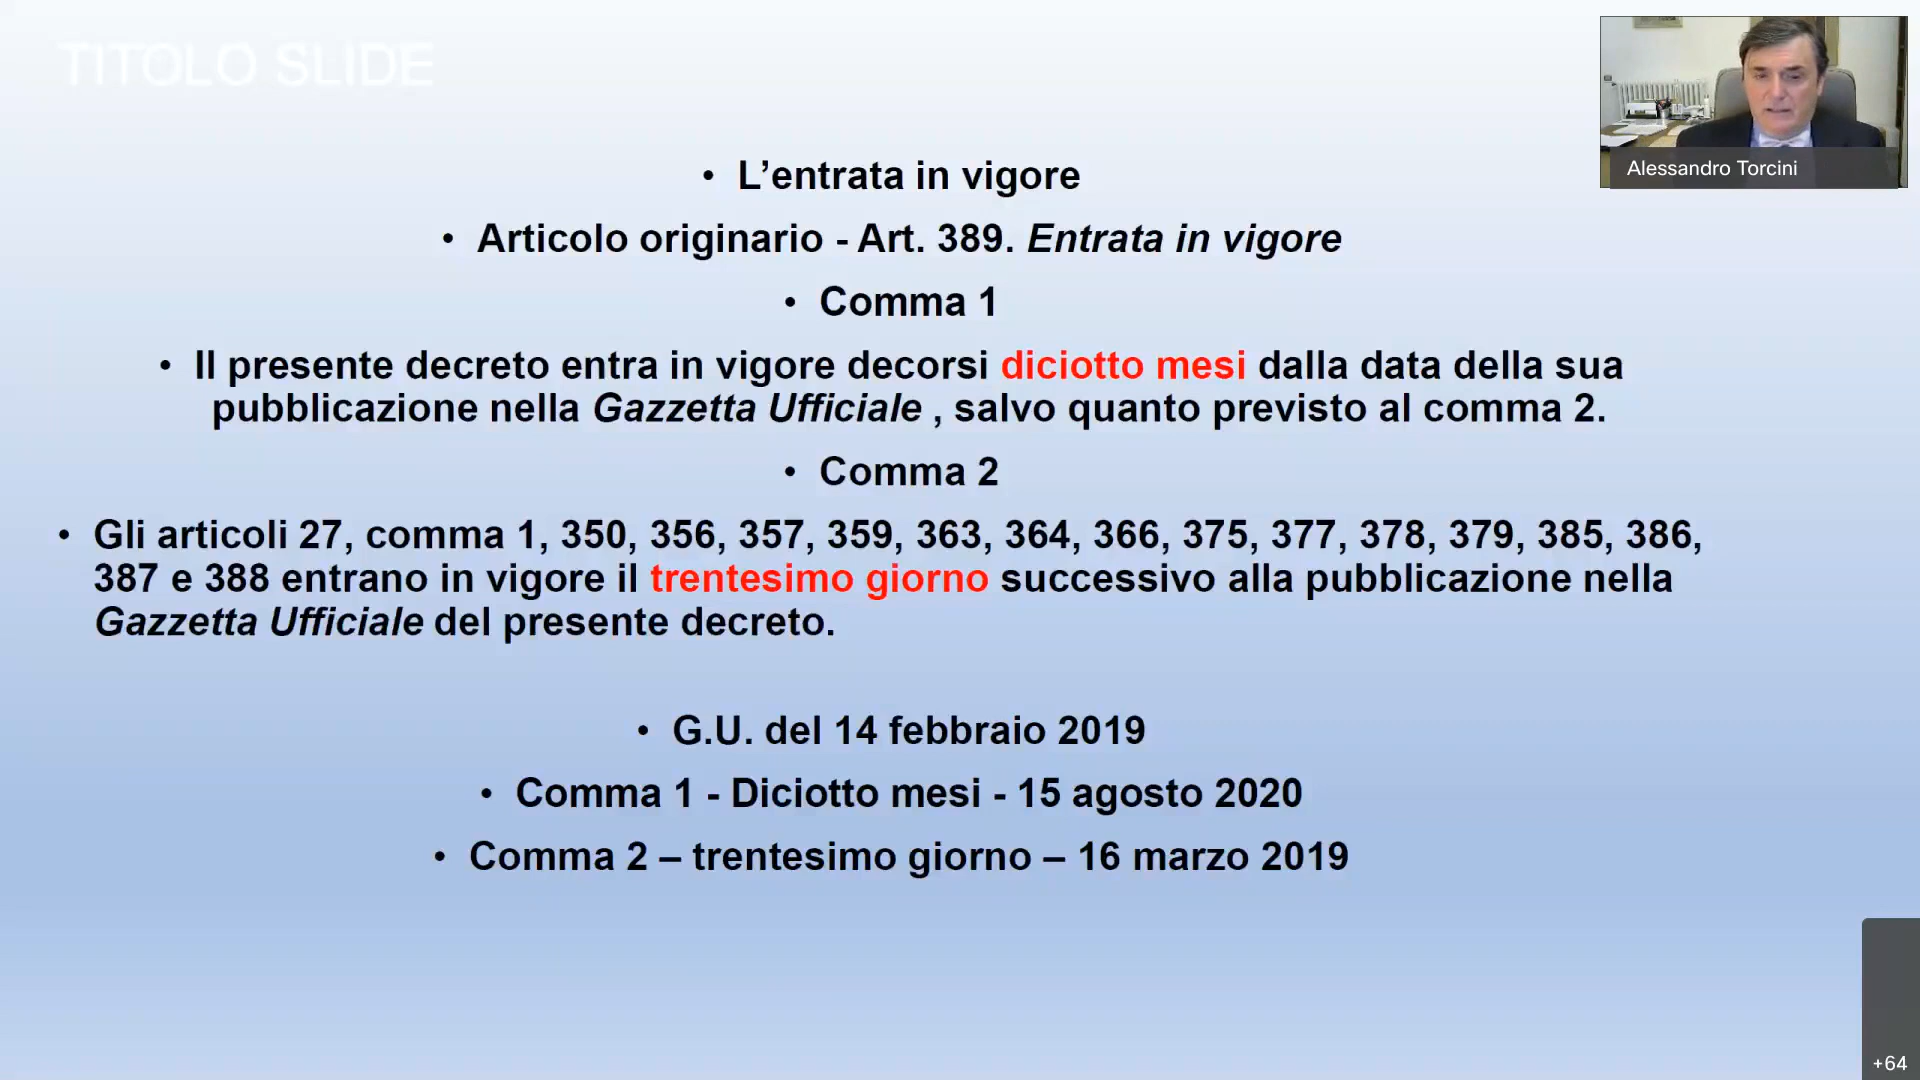 TITOLO SLIDE
Alessandro Torcini
• L’entrata in vigore
• Articolo originario - Art. 389. Entrata in vigore
• Comma 1
• Il presente decreto entra in vigore decorsi diciotto mesi dalla data della sua
pubblicazione nella Gazzetta Ufficiale , salvo quanto previsto al comma 2.
• Comma 2
• Gli articoli 27, comma 1, 350, 356, 357, 359, 363, 364, 366, 375, 377, 378, 379, 385, 386,
387 e 388 entrano in vigore il trentesimo giorno successivo alla pubblicazione nella
Gazzetta Ufficiale del presente decreto.
• G.U. del 14 febbraio 2019
• Comma 1 - Diciotto mesi - 15 agosto 2020
• Comma 2 – trentesimo giorno – 16 marzo 2019
+64